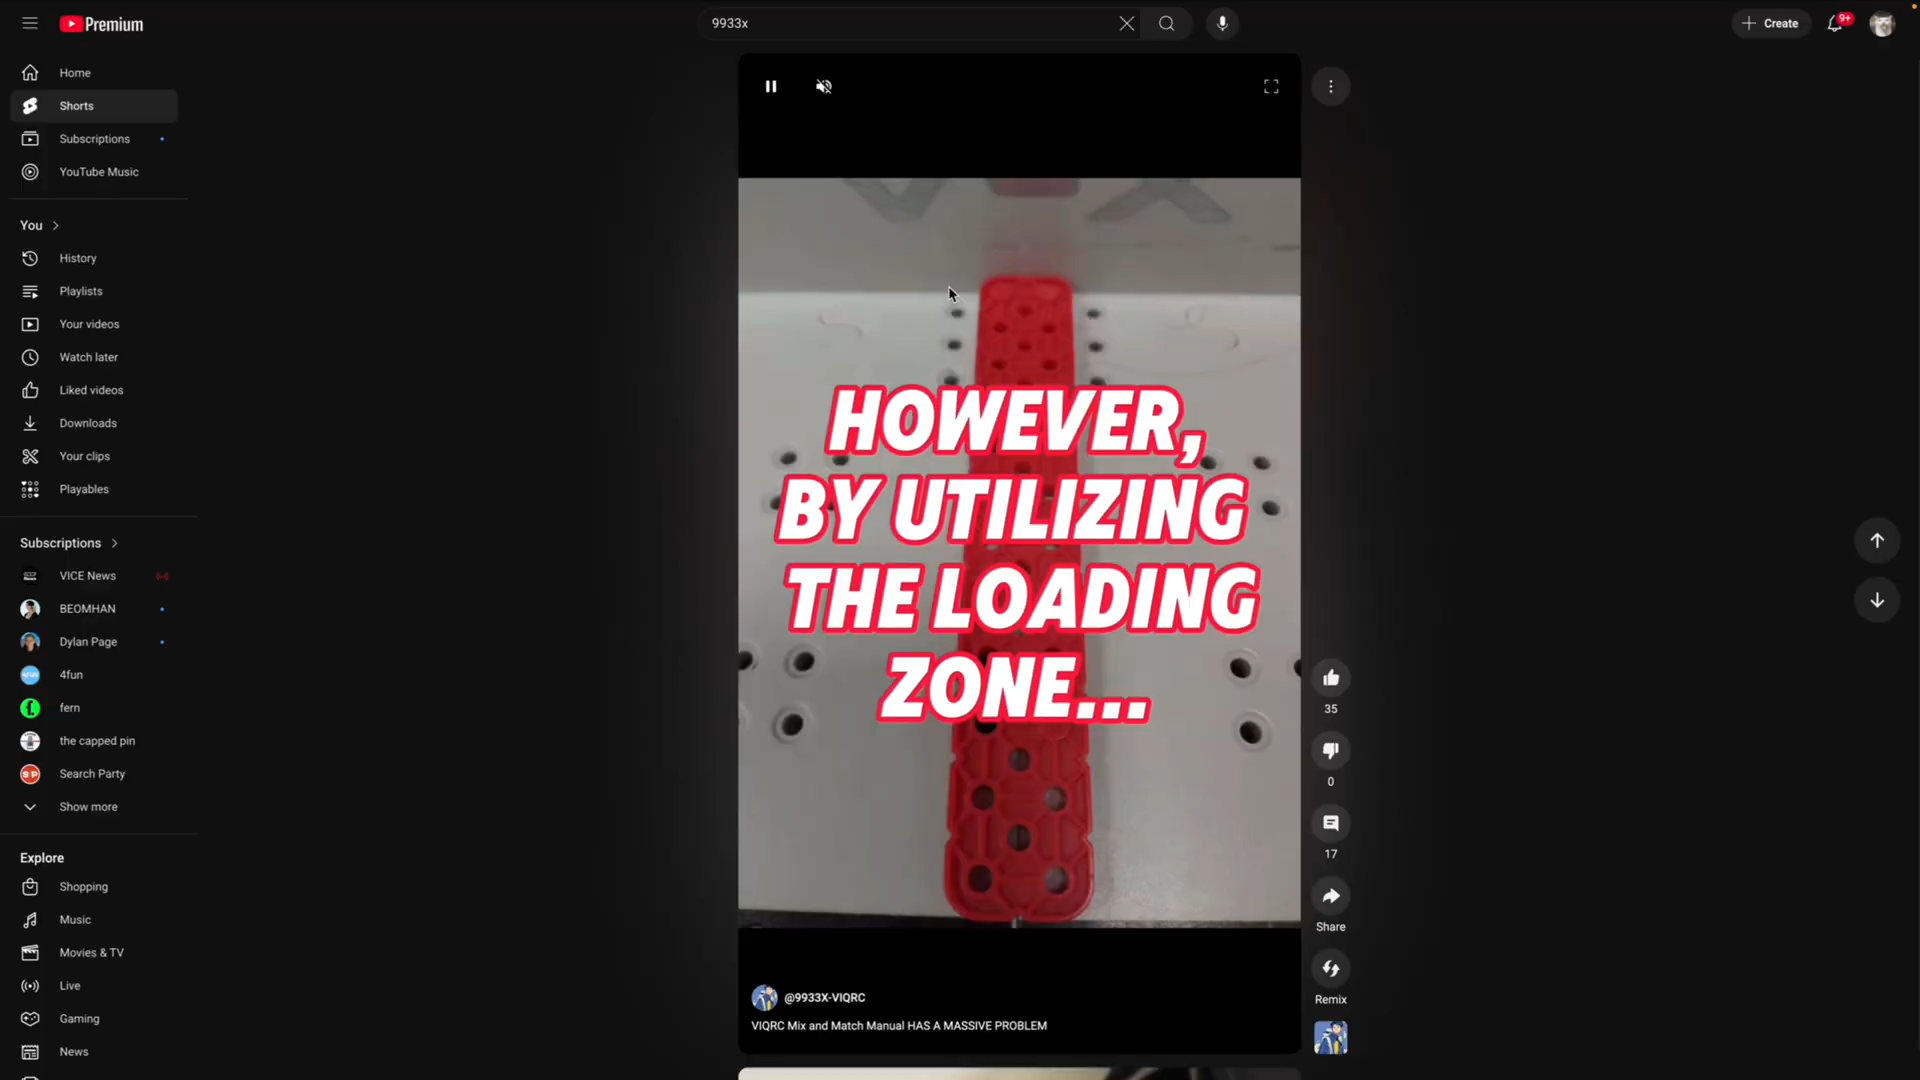 Premium
9933x
Create
9+
Home
Shorts
Subscriptions
YouTube Music
You
History
Playlists
Your videos
Watch later
Liked videos
Downloads
Your clips
Playables
Subscriptions
VICE News
BEOMHAN
Dylan Page
4fun
fern
the capped pin
Search Party
Show more
Explore
Shopping
Music
Movies & TV
Live
Gaming
News
HOWEVER,
BY UTILIZING
THE LOADING
ZONE...
35
0
17
Share
Remix
@9933X-VIQRC
VIQRC Mix and Match Manual HAS A MASSIVE PROBLEM